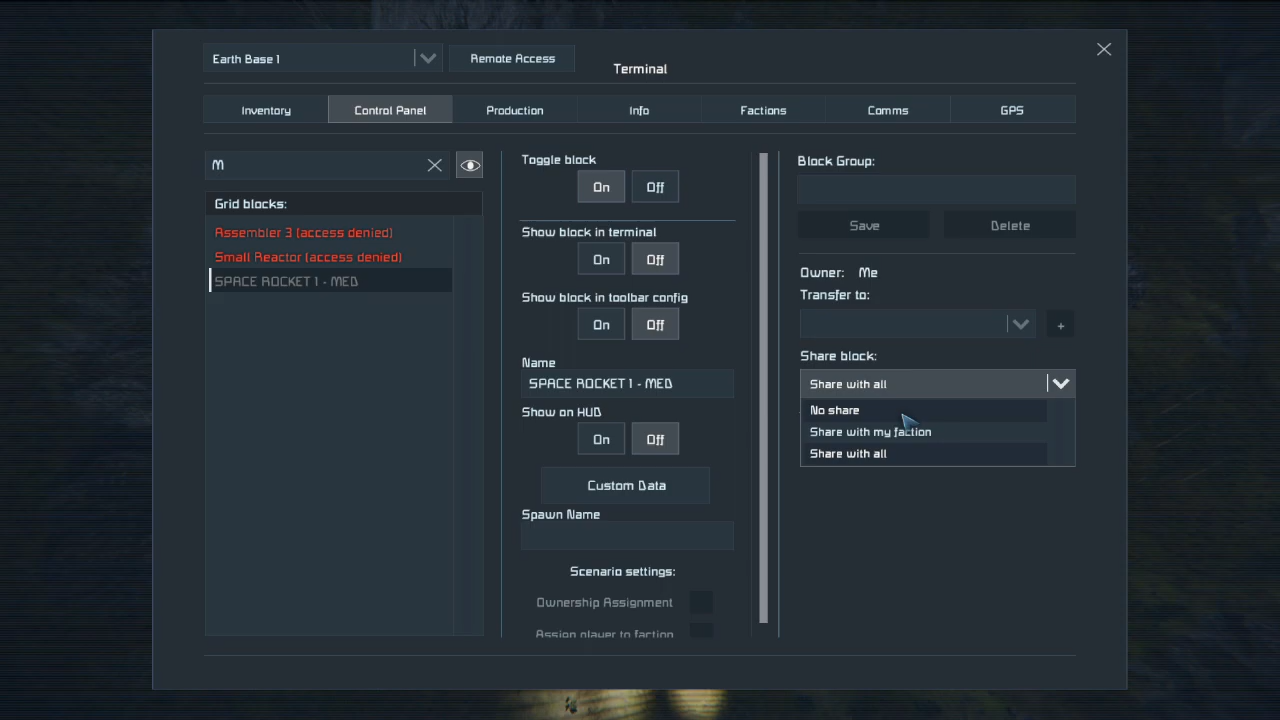 Earth Base 1
Remote Access
Terminal
Inventory
Control Panel
Production
Info
Factions
Comms
GPS
M
Grid blocks:
Assembler 3 (access denied)
Small Reactor (access denied)
SPACE ROCKET 1 - MED
Toggle block
On
Off
Show block in terminal
On
Off
Show block in toolbar config
On
Off
Name
SPACE ROCKET 1 - MED
Show on HUD
On
Off
Custom Data
Spawn Name
Scenario settings:
Ownership Assignment
Assign player to faction
Block Group:
Save
Delete
Owner: Me
Transfer to:
+
Share block:
Share with all
No share
Share with my faction
Share with all